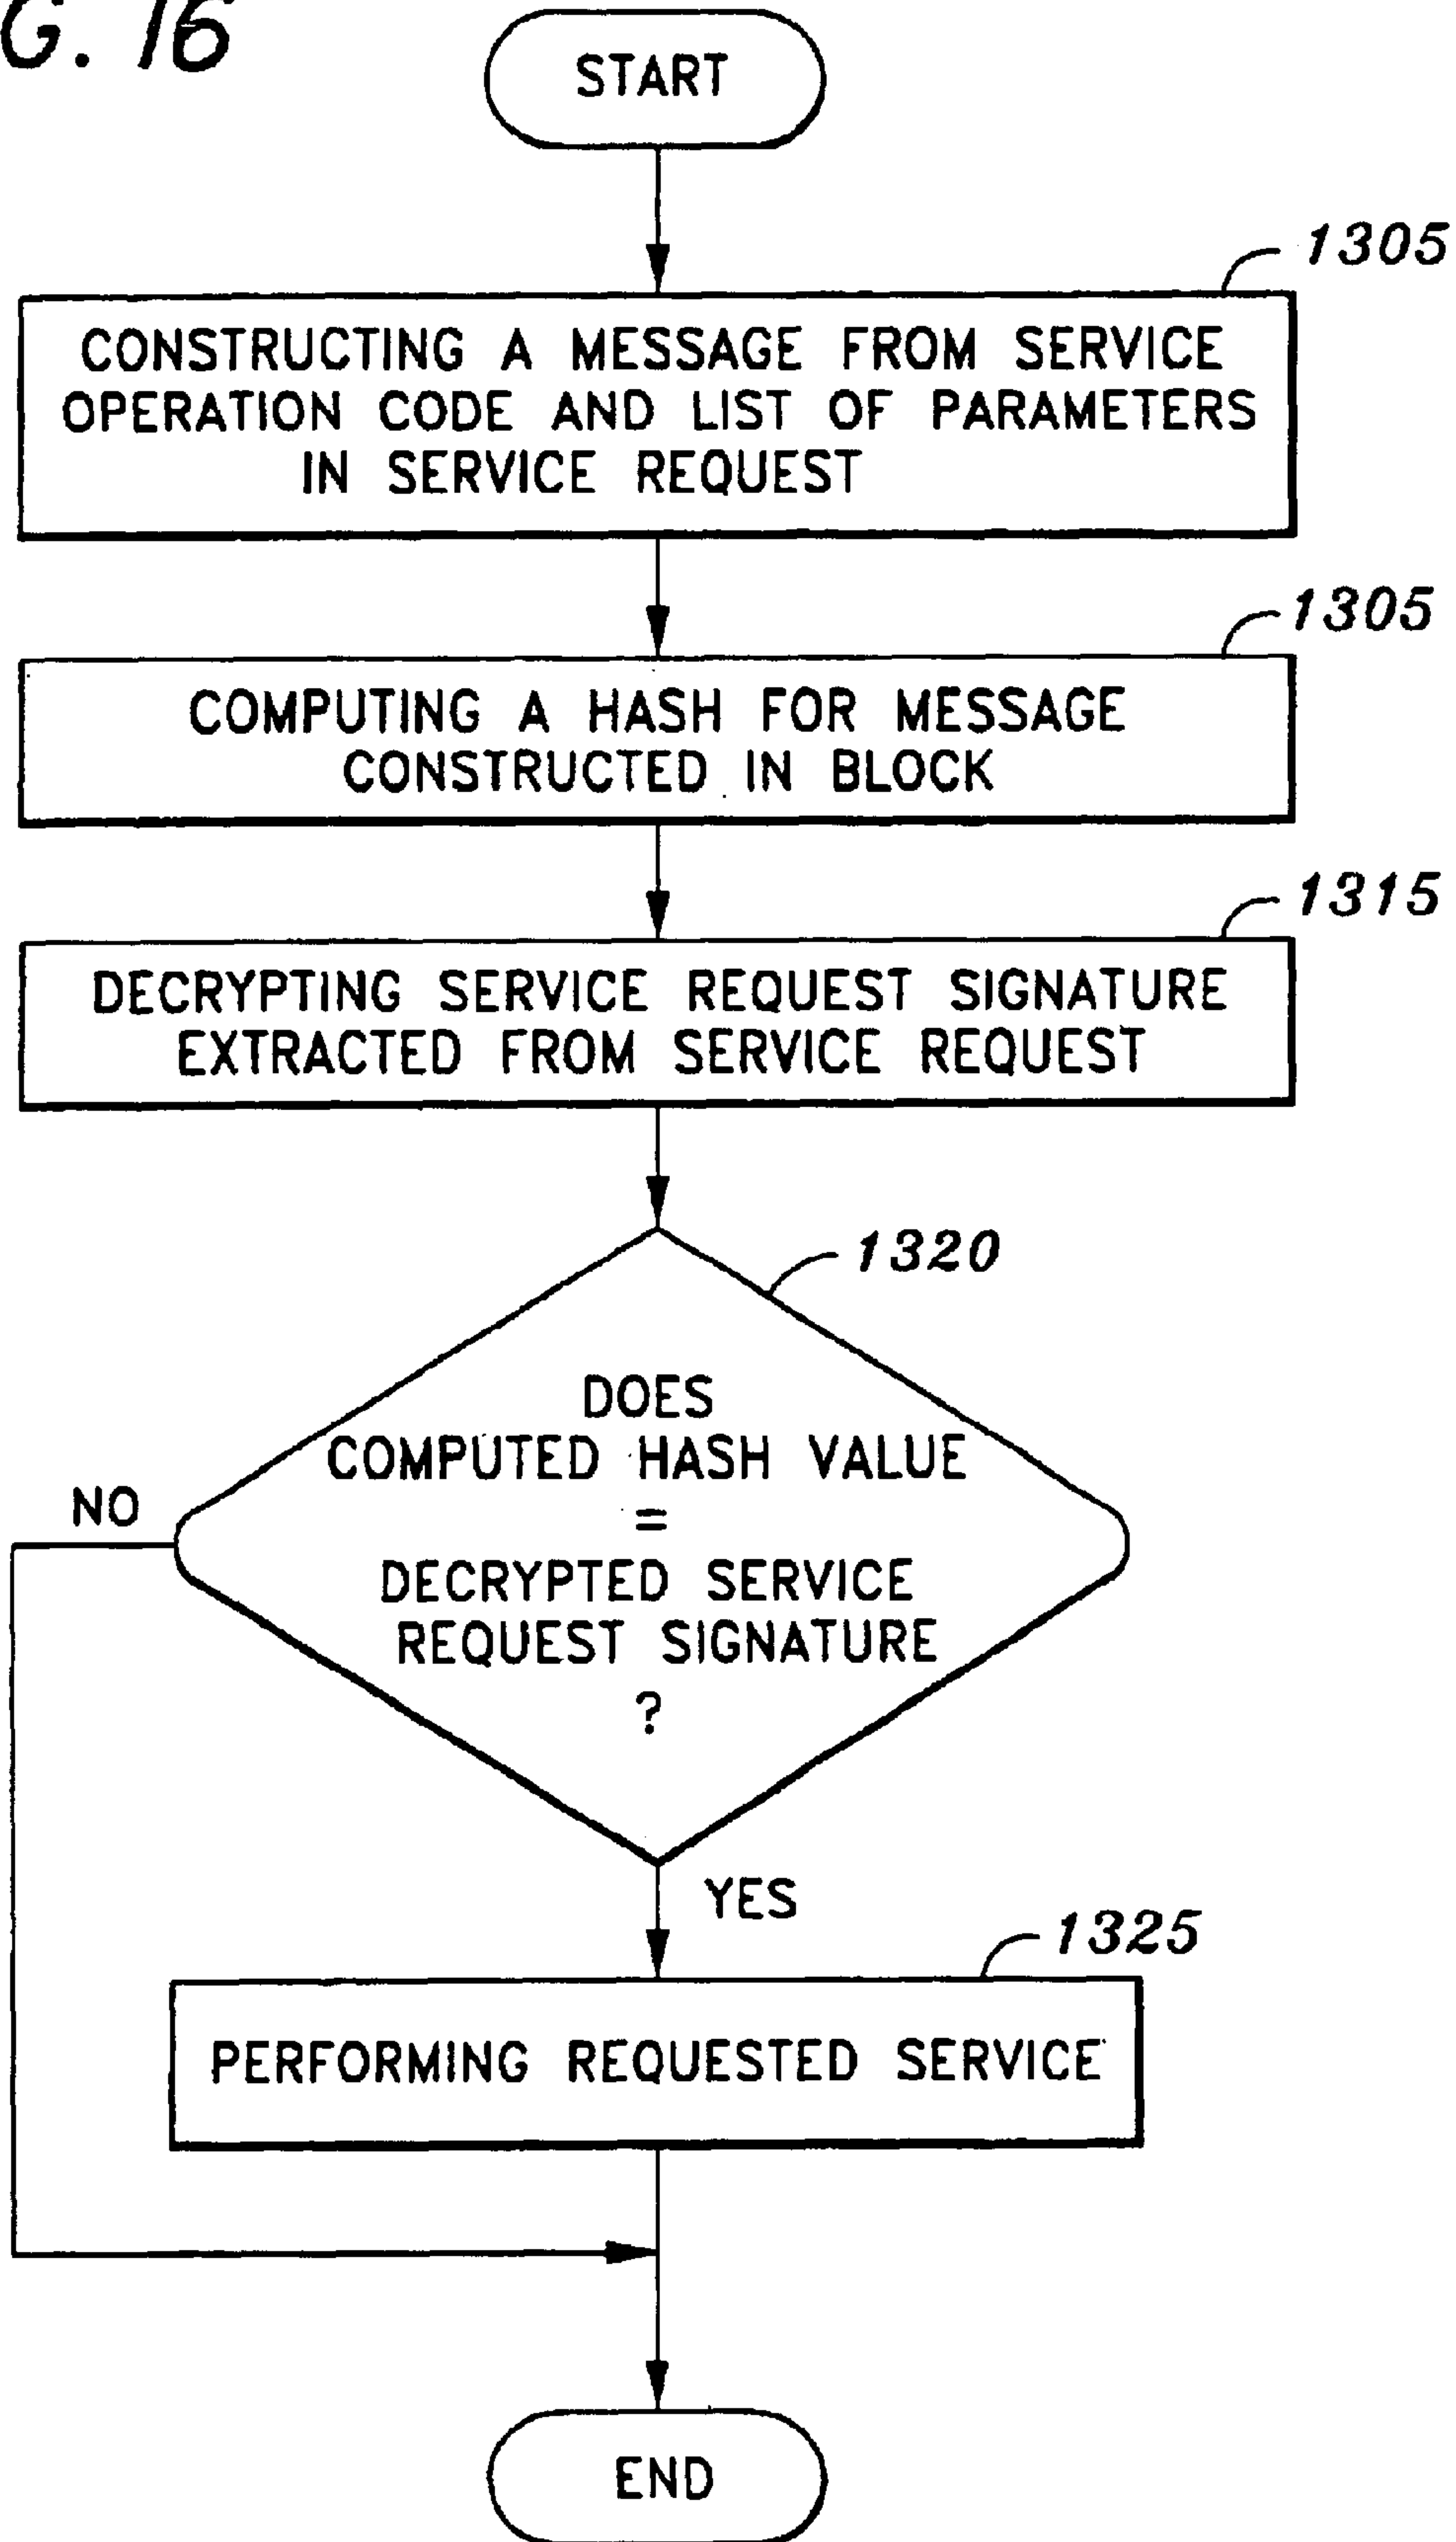 G. 16
START
1305
CONSTRUCTING A MESSAGE FROM SERVICE
OPERATION CODE AND LIST OF PARAMETERS
IN SERVICE REQUEST
1305
COMPUTING A HASH FOR MESSAGE
CONSTRUCTED IN BLOCK
1315
DECRYPTING SERVICE REQUEST SIGNATURE
EXTRACTED FROM SERVICE REQUEST
1320
DOES
COMPUTED HASH VALUE
=
DECRYPTED SERVICE
REQUEST SIGNATURE
?
NO
YES
1325
PERFORMING REQUESTED SERVICE
END